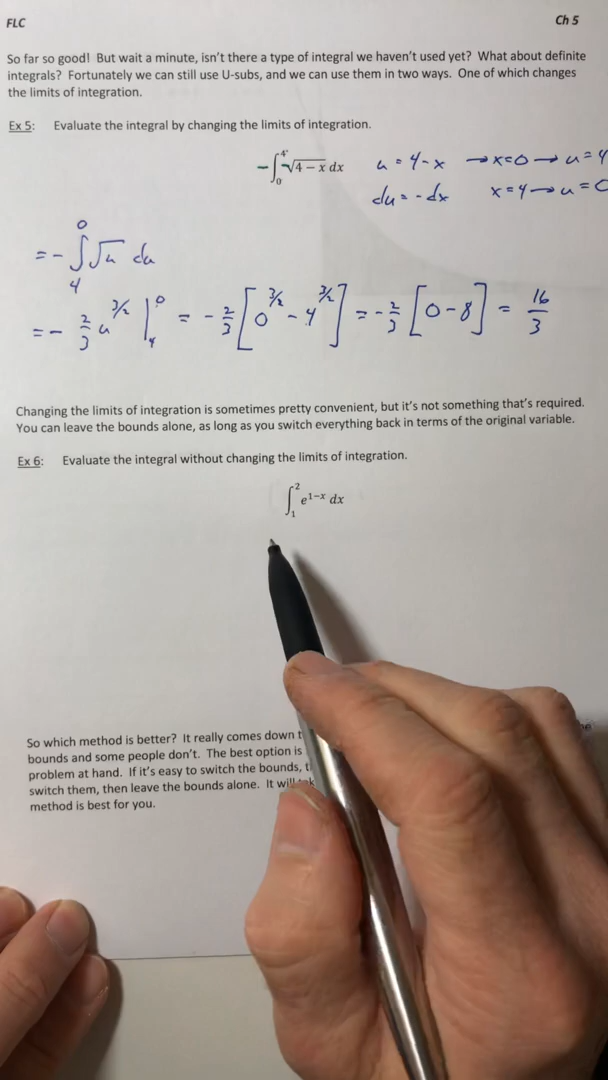 FLC Ch 5
So far so good! But wait a minute, isn't there a type of integral we haven't used yet? What about definite
integrals? Fortunately we can still use U-subs, and we can use them in two ways. One of which changes
the limits of integration.
Ex 5: Evaluate the integral by changing the limits of integration.
-∫₀⁴ -√(4 − x) dx u = 4-x → x=0 → u=4
du = -dx x=4 → u=0
= - ∫₄⁰ √u du
= - 2/3 u^3/2 |₄⁰ = - 2/3 [0^3/2 - 4^3/2] = - 2/3 [0-8] = 16/3
Changing the limits of integration is sometimes pretty convenient, but it's not something that's required.
You can leave the bounds alone, as long as you switch everything back in terms of the original variable.
Ex 6: Evaluate the integral without changing the limits of integration.
∫₁² e^1−x dx
So which method is better? It really comes down
bounds and some people don't. The best option is
problem at hand. If it's easy to switch the bounds,
switch them, then leave the bounds alone. It will
method is best for you.